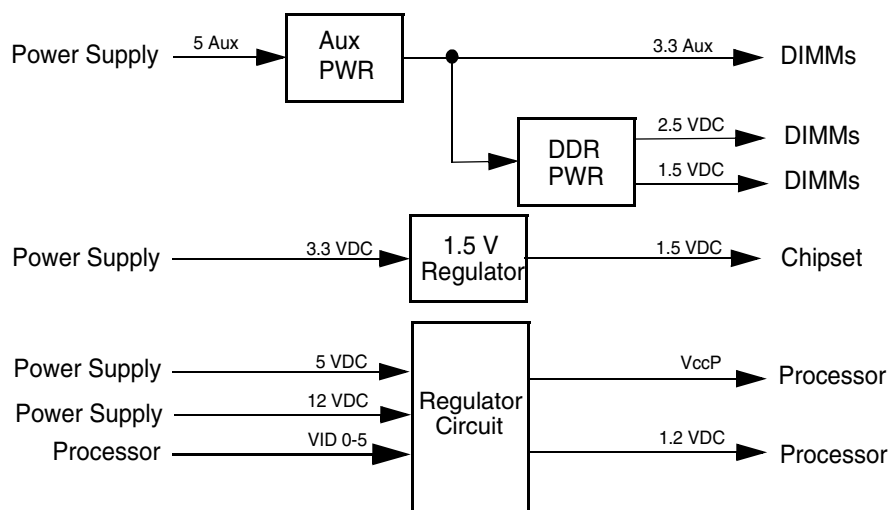 Power Supply 5 Aux Aux PWR 3.3 Aux DIMMs
DDR PWR 2.5 VDC DIMMs
1.5 VDC DIMMs
Power Supply 3.3 VDC 1.5 V Regulator 1.5 VDC Chipset
Power Supply 5 VDC Regulator Circuit VccP Processor
Power Supply 12 VDC
Processor VID 0-5 1.2 VDC Processor